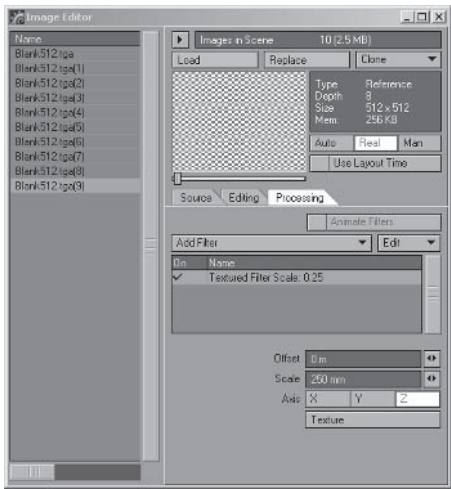 Image Editor
Name
Blank512.tga
Blank512.tga(1)
Blank512.tga(2)
Blank512.tga(3)
Blank512.tga(4)
Blank512.tga(5)
Blank512.tga(6)
Blank512.tga(7)
Blank512.tga(8)
Blank512.tga(9)
Images in Scene 10 (2.5 MB)
Load Replace Clone
Type Reference
Depth 8
Size 512 x 512
Mem: 256 KB
Auto Real Man
Use Layout Time
Source Editing Processing
Animate Filters
Add Filter Edit
On Name
Textured Filter Scale: 0.25
Offset 0 m
Scale 250 mm
Axis X Y Z
Texture